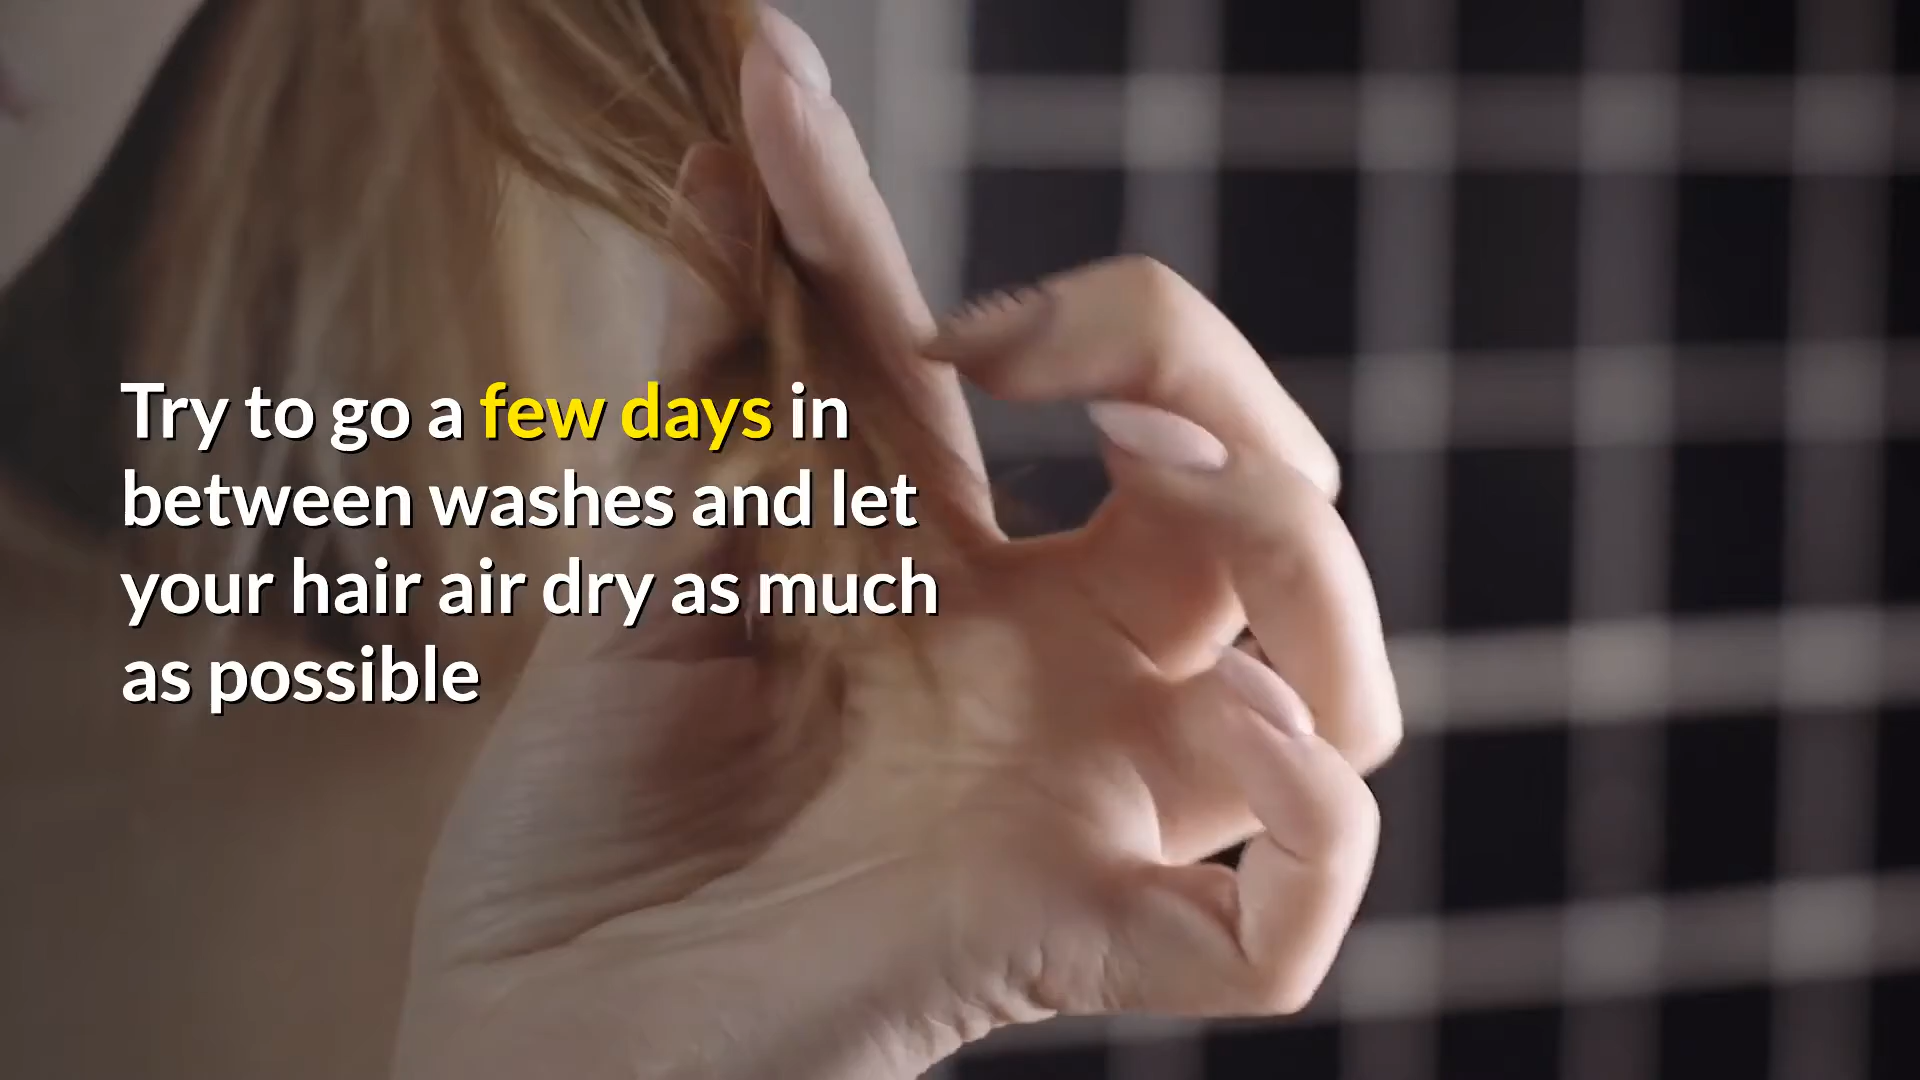 Try to go a few days in
between washes and let
your hair air dry as much
as possible